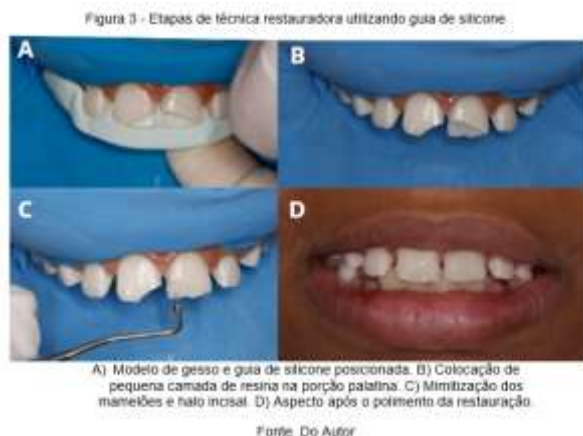 Figura 3 - Etapas de técnica restauradora utilizando guia de silicone
A
B
C
D
A) Modelo de gesso e guia de silicone posicionada. B) Colocação de
pequena camada de resina na porção palatina. C) Mimitização dos
mamelões e halo incisal. D) Aspecto após o polimento da restauração.
Fonte. Do Autor